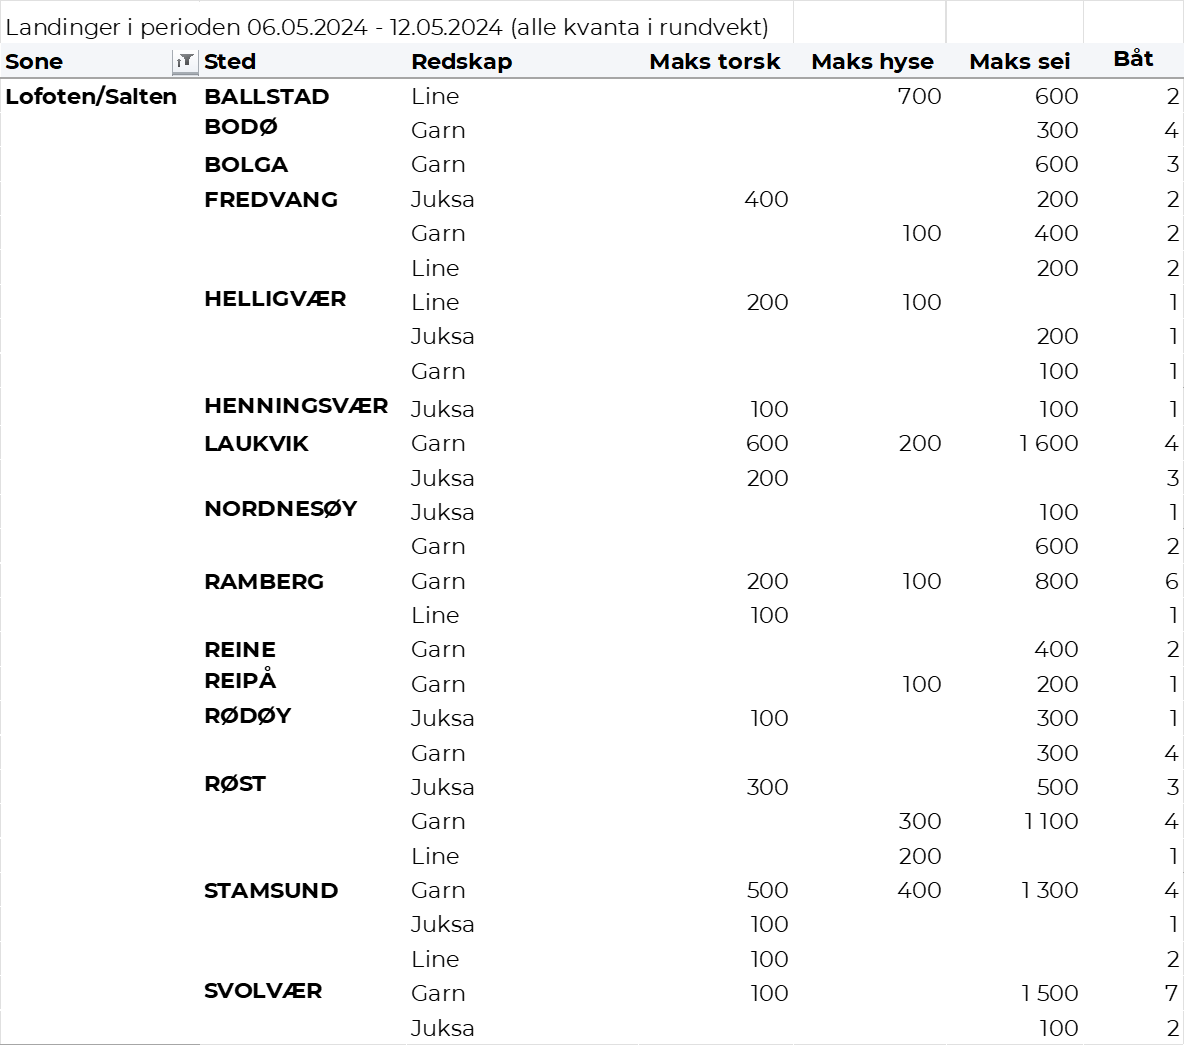 Landinger i perioden 06.05.2024 - 12.05.2024 (alle kvanta i rundvekt)
Sone Sted Redskap Maks torsk Maks hyse Maks sei Båt
Lofoten/Salten BALLSTAD Line 700 600 2
BODØ Garn 300 4
BOLGA Garn 600 3
FREDVANG Juksa 400 200 2
Garn 100 400 2
Line 200 2
HELLIGVÆR Line 200 100 1
Juksa 200 1
Garn 100 1
HENNINGSVÆR Juksa 100 100 1
LAUKVIK Garn 600 200 1 600 4
Juksa 200 3
NORDNESØY Juksa 100 1
Garn 600 2
RAMBERG Garn 200 100 800 6
Line 100 1
REINE Garn 400 2
REIPÅ Garn 100 200 1
RØDØY Juksa 100 300 1
Garn 300 4
RØST Juksa 300 500 3
Garn 300 1 100 4
Line 200 1
STAMSUND Garn 500 400 1 300 4
Juksa 100 1
Line 100 2
SVOLVÆR Garn 100 1 500 7
Juksa 100 2